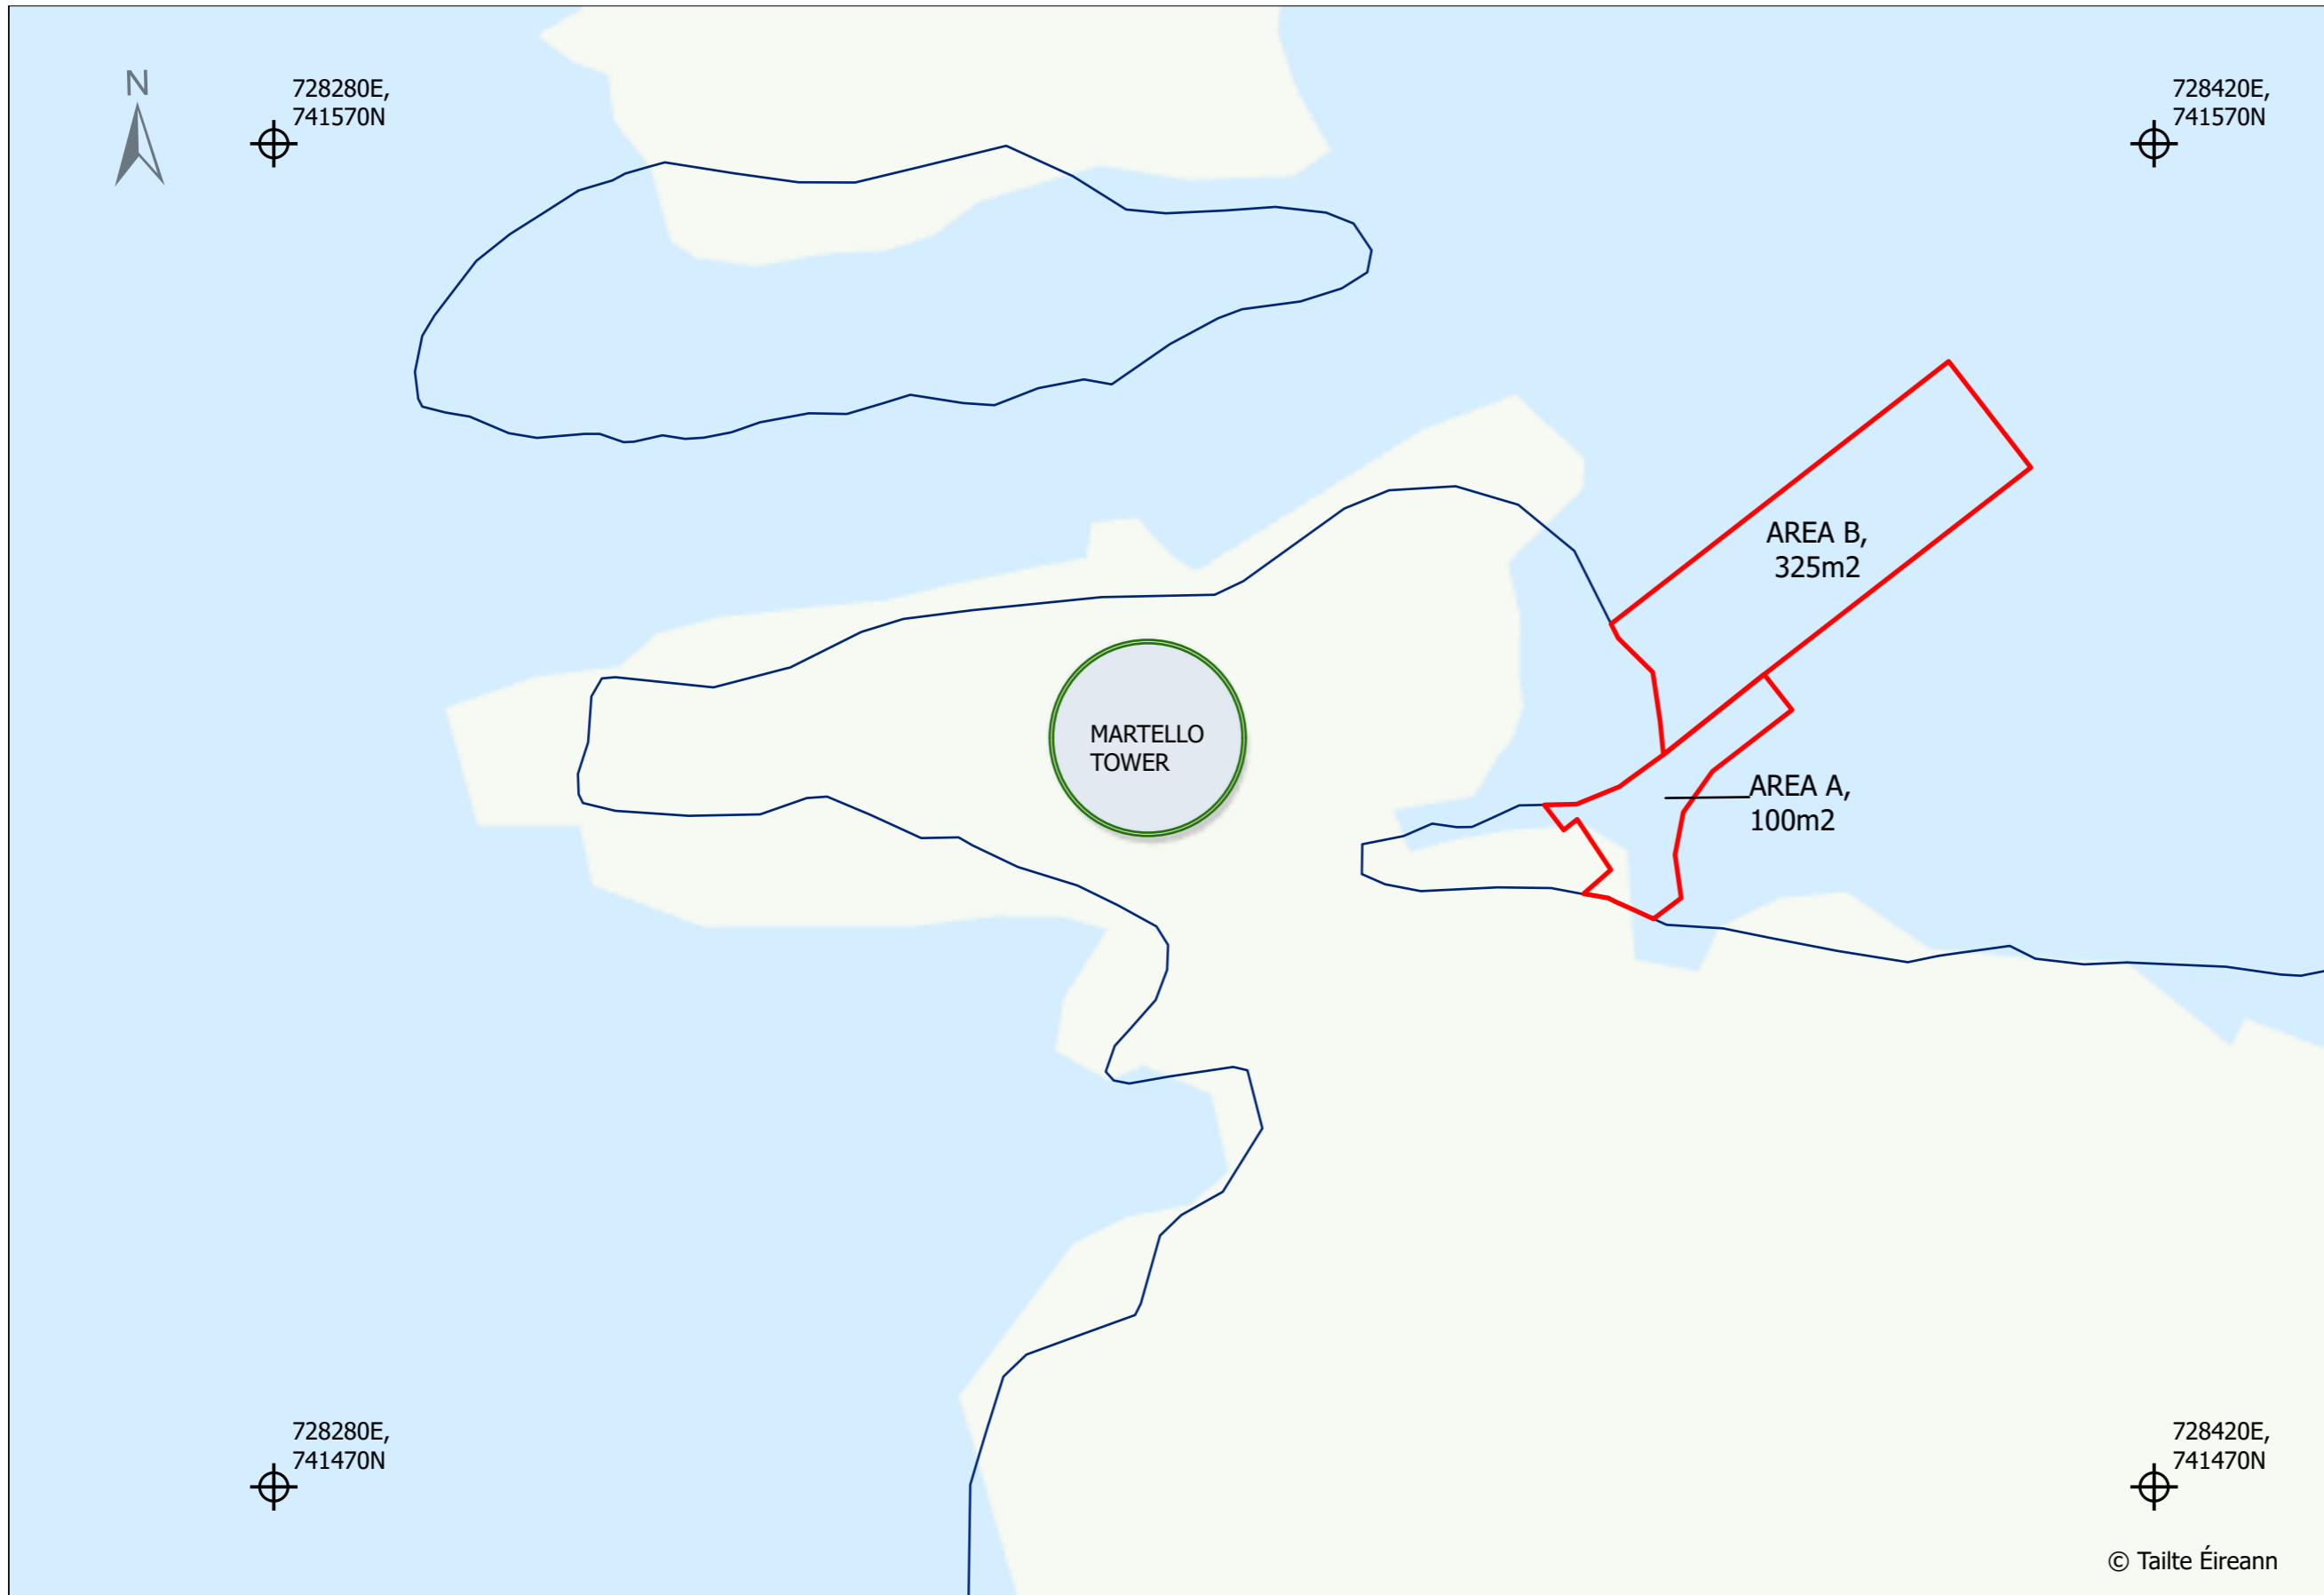 N
728280E,
741570N
728420E,
741570N
AREA B,
325m2
MARTELLO
TOWER
AREA A,
100m2
728280E,
741470N
728420E,
741470N
© Tailte Éireann